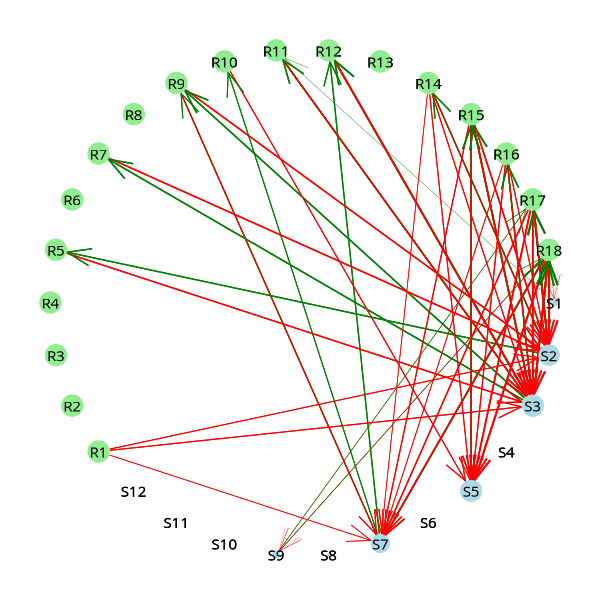 R11 R12
R10 R13
R9 R14
R8 R15
R7 R16
R6 R17
R5 R18
R4 S1
R3 S2
R2 S3
R1 S4
S12 S5
S11 S6
S10 S7
S9 S8